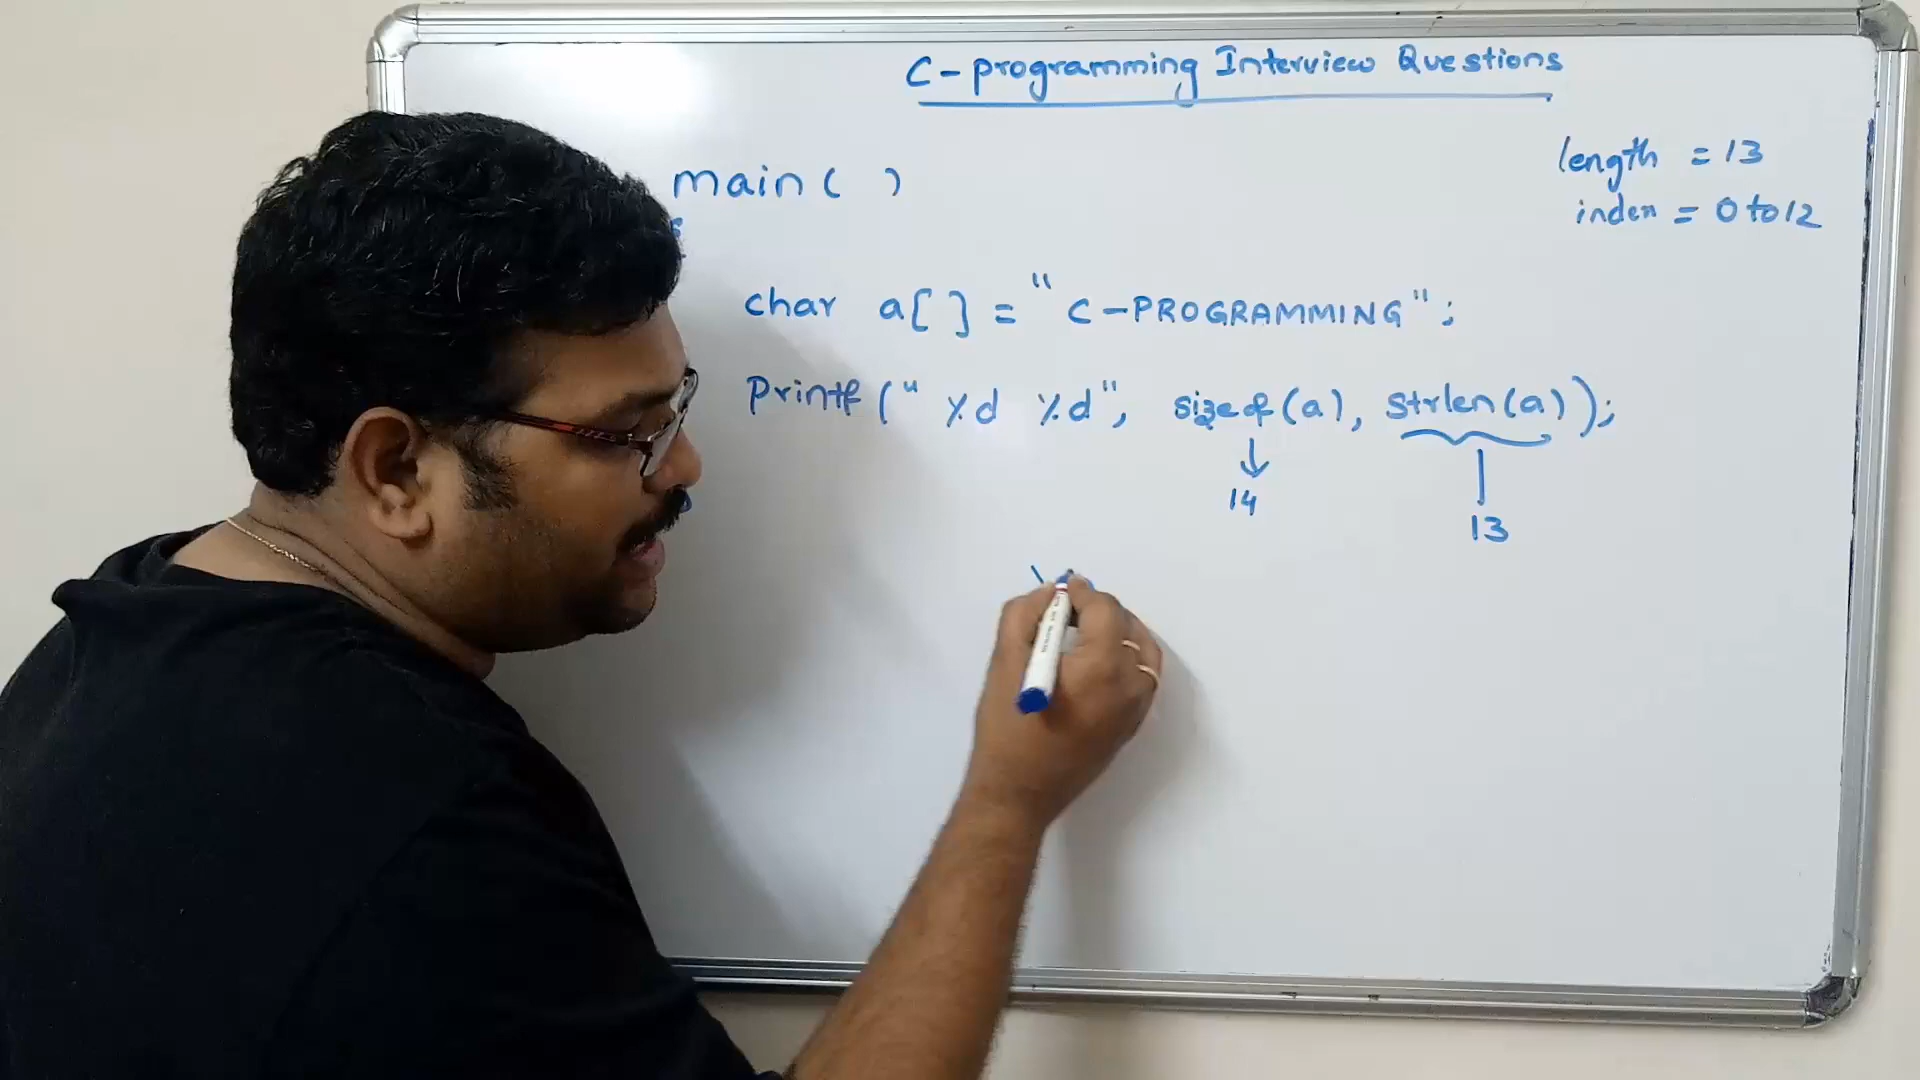 C-programming Interview Questions
length = 13
index = 0 to 12
main( )
{
char a[ ] = "C-PROGRAMMING";
Printf (" %d %d", sizeof(a), strlen(a) );
14
13
\